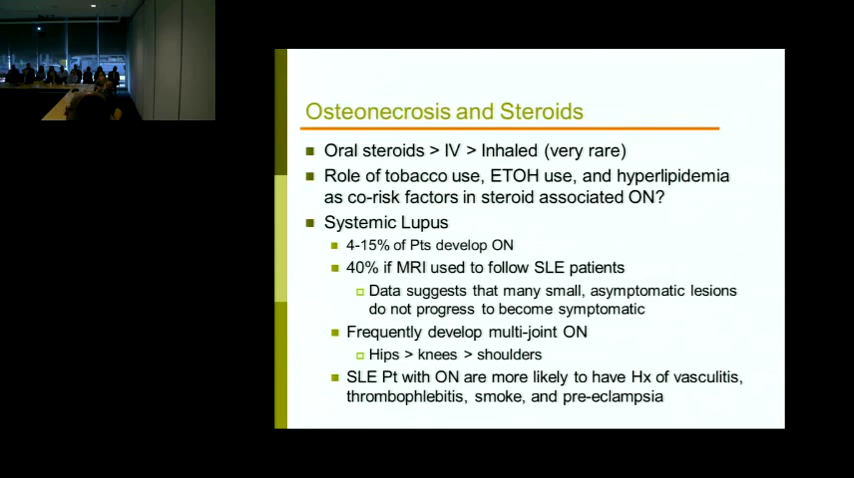 Osteonecrosis and Steroids
Oral steroids > IV > Inhaled (very rare)
Role of tobacco use, ETOH use, and hyperlipidemia
as co-risk factors in steroid associated ON?
Systemic Lupus
4-15% of Pts develop ON
40% if MRI used to follow SLE patients
Data suggests that many small, asymptomatic lesions
do not progress to become symptomatic
Frequently develop multi-joint ON
Hips > knees > shoulders
SLE Pt with ON are more likely to have Hx of vasculitis,
thrombophlebitis, smoke, and pre-eclampsia